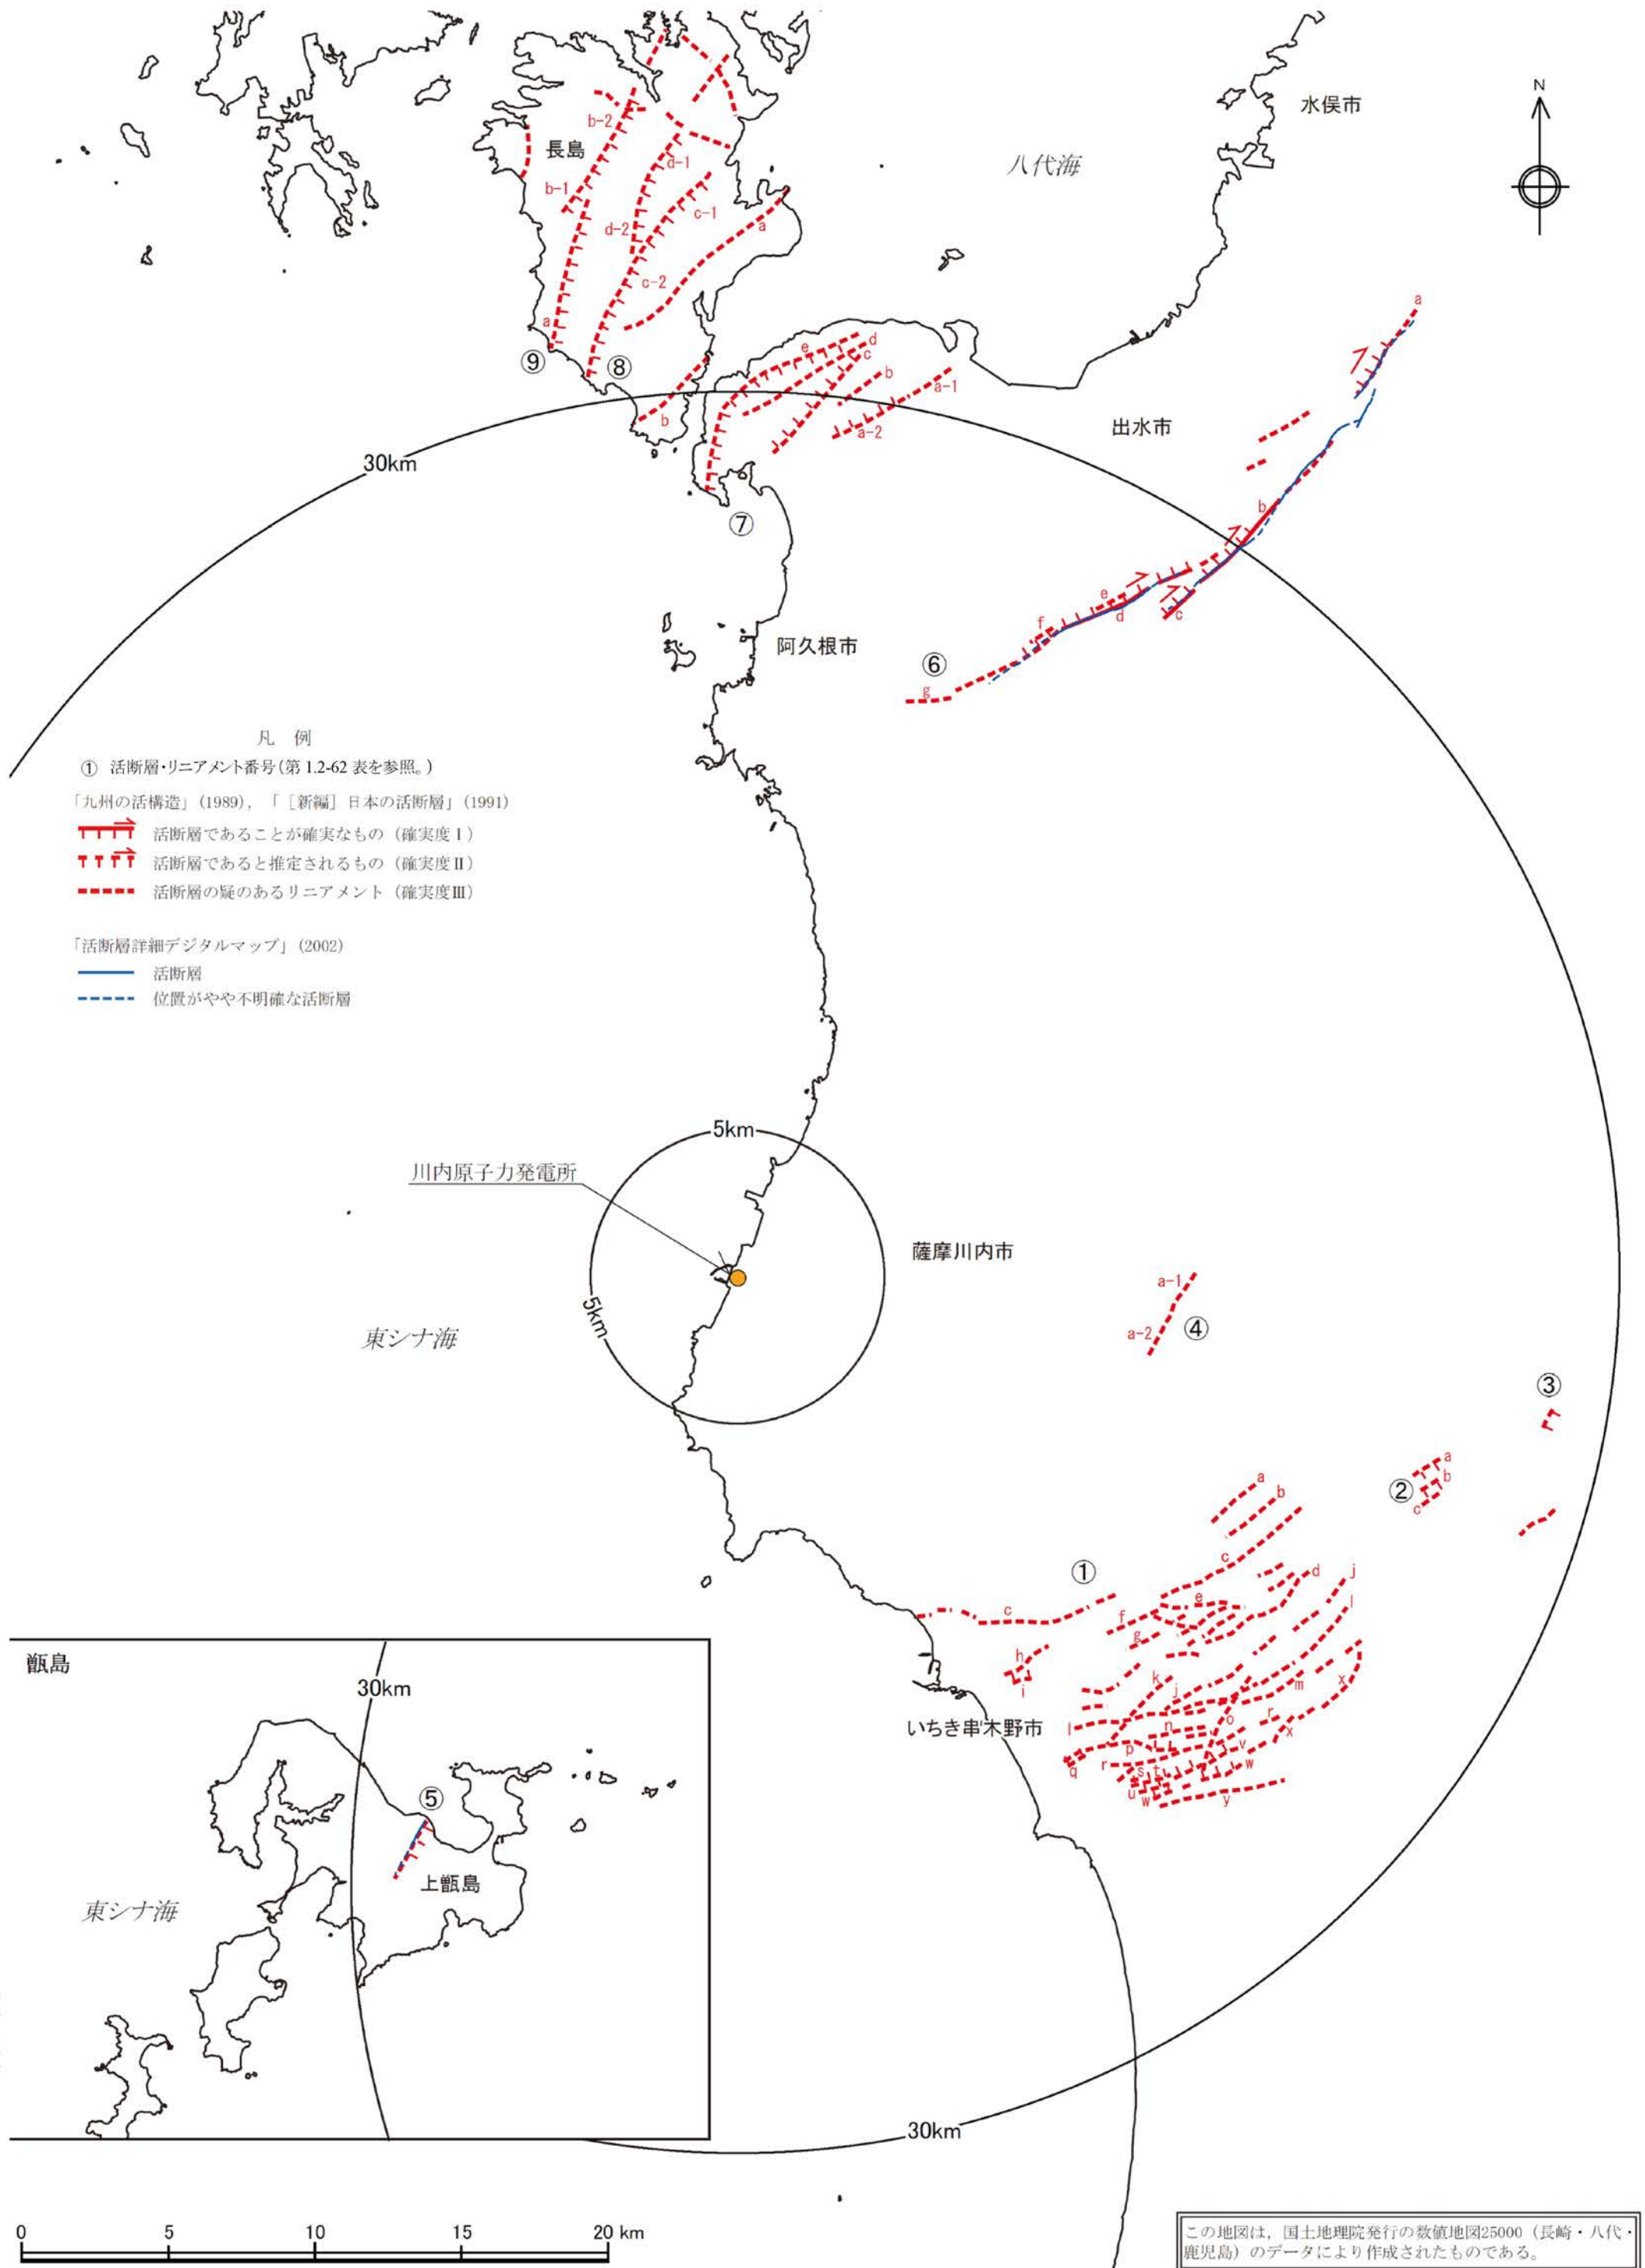 N
水俣市
八代海
b-2
長島
d-1
b-1
c-1
d-2
a
c-2
a
a
⑨
⑧
e
d
c
b
a-1
b
a-2
出水市
30km
⑦
b
e
d
c
f
阿久根市
⑥
g
凡 例
① 活断層・リニアメント番号(第1.2-62表を参照。)
「九州の活構造」(1989),「[新編] 日本の活断層」(1991)
活断層であることが確実なもの(確実度Ⅰ)
活断層であると推定されるもの(確実度Ⅱ)
活断層の疑のあるリニアメント(確実度Ⅲ)
「活断層詳細デジタルマップ」(2002)
活断層
位置がやや不明確な活断層
5km
川内原子力発電所
薩摩川内市
a-1
5km
東シナ海
a-2
④
③
a
②
b
c
a
b
c
①
d
j
e
c
f
l
g
h
i
k
j
m
x
いちき串木野市
l
n
o
r
x
p
v
q
r
s
t
w
u
w
y
甑島
30km
⑤
上甑島
東シナ海
30km
0 5 10 15 20 km
この地図は,国土地理院発行の数値地図25000(長崎・八代・
鹿児島)のデータにより作成されたものである。